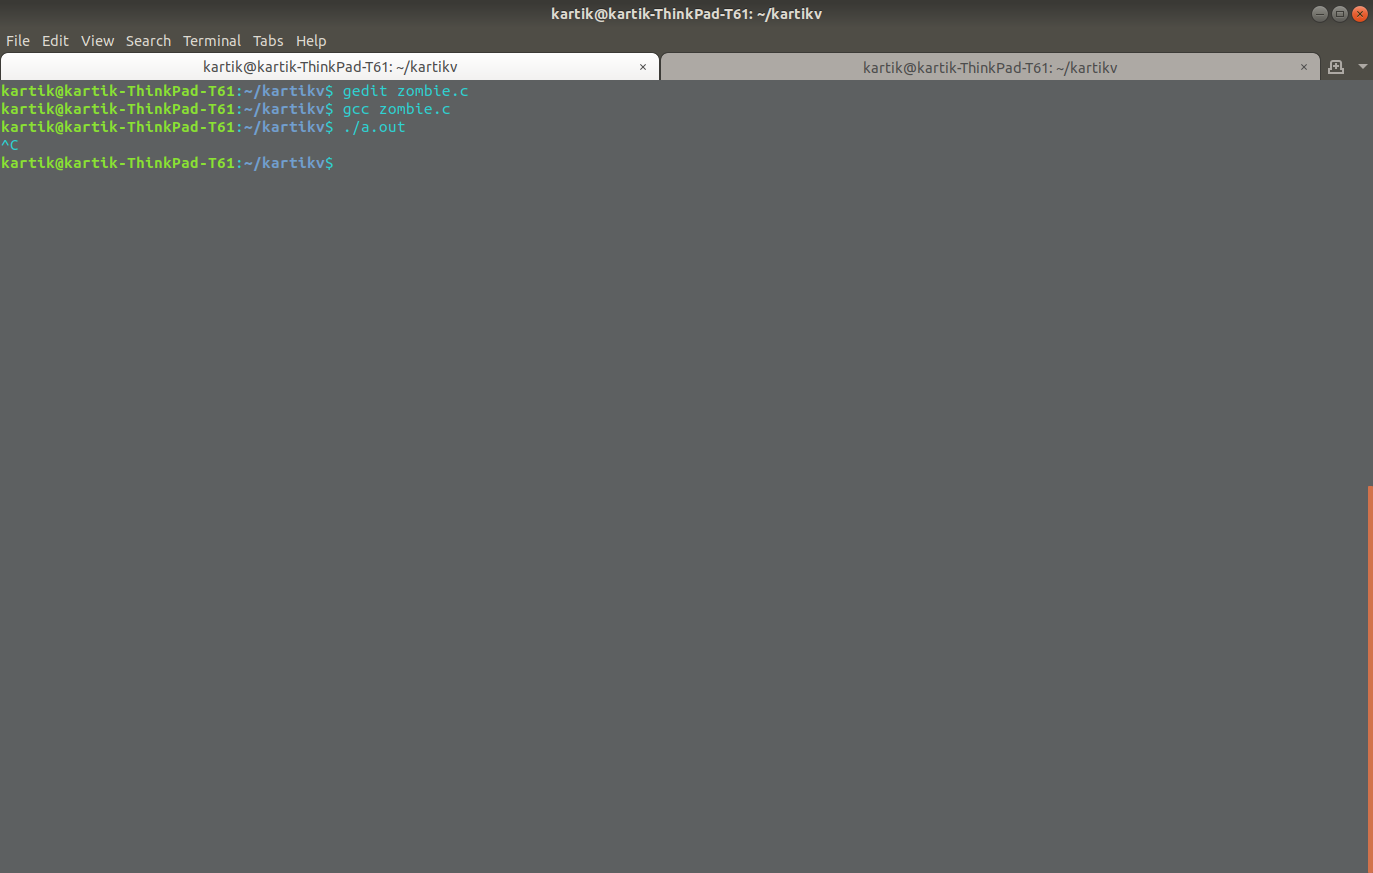 kartik@kartik-ThinkPad-T61: ~/kartikv
File Edit View Search Terminal Tabs Help
kartik@kartik-ThinkPad-T61: ~/kartikv × kartik@kartik-ThinkPad-T61: ~/kartikv ×
kartik@kartik-ThinkPad-T61:~/kartikv$ gedit zombie.c
kartik@kartik-ThinkPad-T61:~/kartikv$ gcc zombie.c
kartik@kartik-ThinkPad-T61:~/kartikv$ ./a.out
^C
kartik@kartik-ThinkPad-T61:~/kartikv$